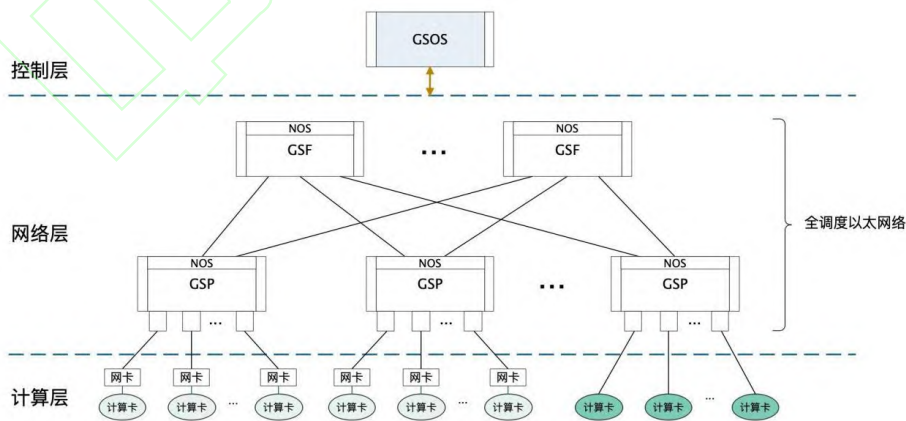 GSOS
控制层
NOS
GSF
...
NOS
GSF
网络层
全调度以太网络
NOS
GSP
...
NOS
GSP
...
...
NOS
GSP
...
网卡
网卡
网卡
网卡
网卡
网卡
计算层
计算卡
计算卡
...
计算卡
计算卡
计算卡
...
计算卡
计算卡
计算卡
...
计算卡